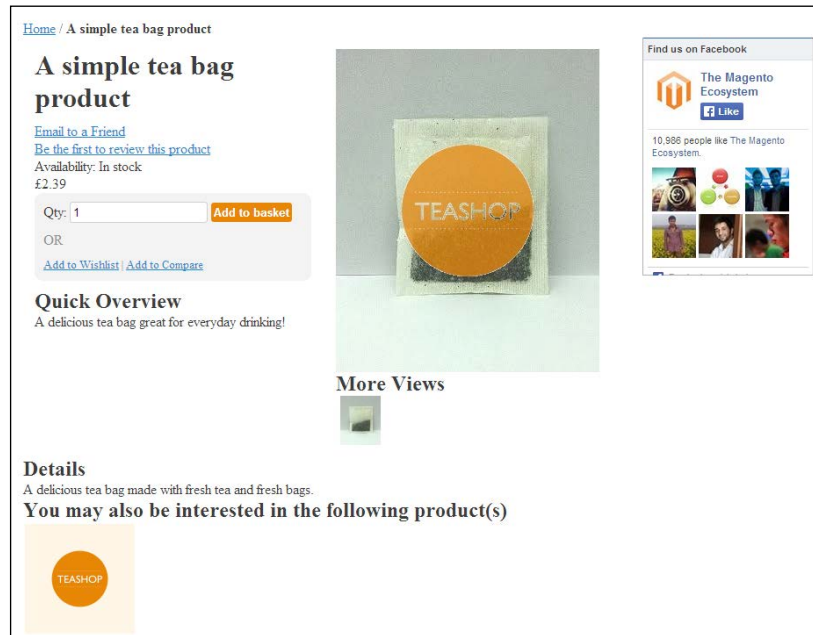 Home / A simple tea bag product
A simple tea bag
product
Email to a Friend
Be the first to review this product
Availability: In stock
£2.39
Qty: 1 Add to basket
OR
Add to Wishlist | Add to Compare
Quick Overview
A delicious tea bag great for everyday drinking!
TEASHOP
More Views
Find us on Facebook
The Magento
Ecosystem
Like
10,986 people like The Magento
Ecosystem.
Details
A delicious tea bag made with fresh tea and fresh bags.
You may also be interested in the following product(s)
TEASHOP